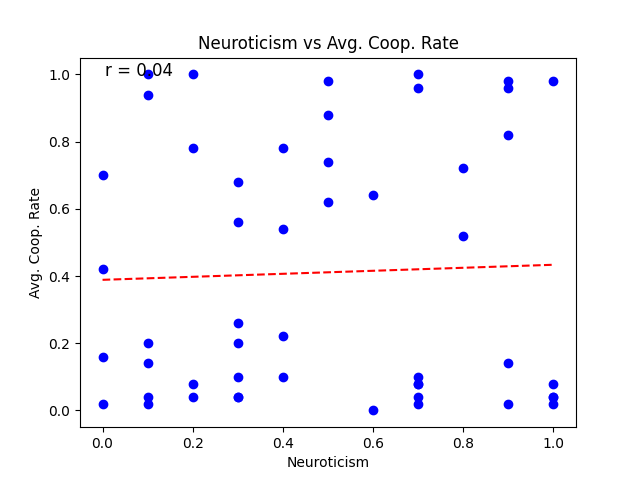 Neuroticism vs Avg. Coop. Rate
r = 0.04
1.0
0.8
0.6
0.4
0.2
0.0
Avg. Coop. Rate
0.0 0.2 0.4 0.6 0.8 1.0
Neuroticism